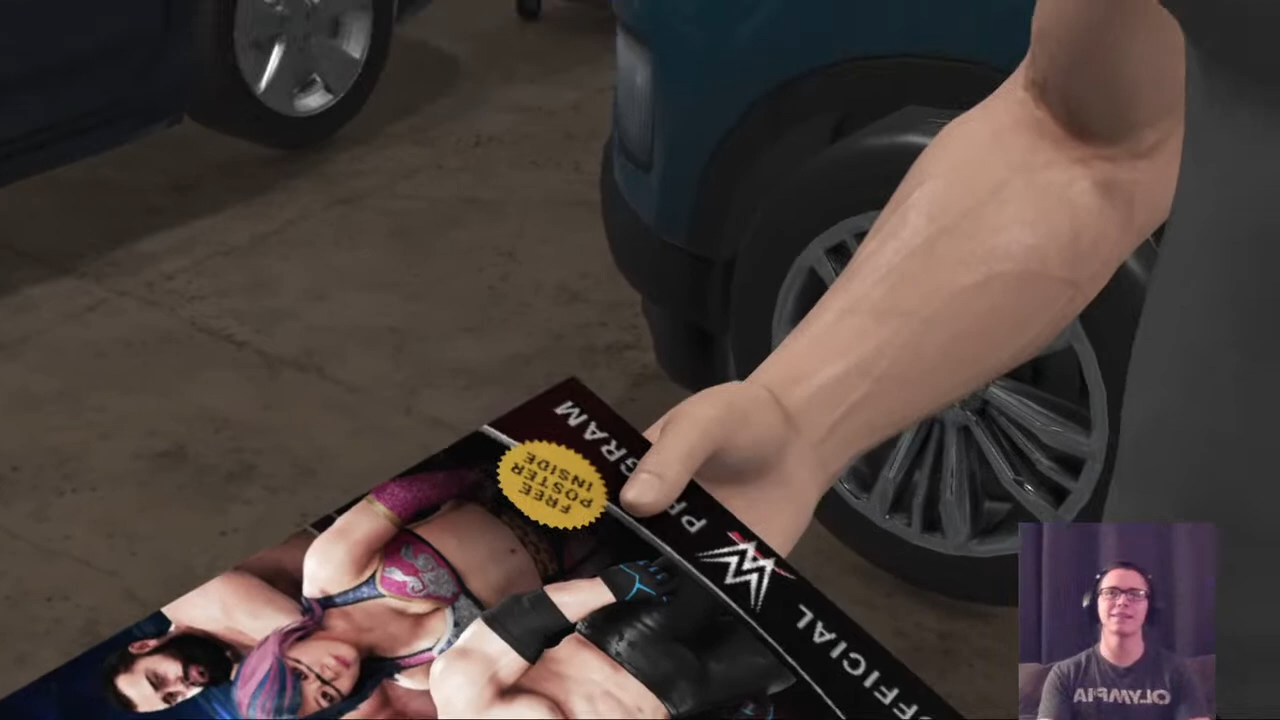 OFFICIAL W PROGRAM
FREE
POSTER
INSIDE
OLYMPIA